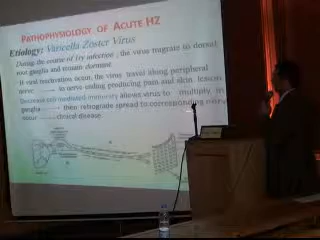 PATHOPHYSIOLOGY OF ACUTE HZ
Etiology: Varicella Zoster Virus
During the course of 1ry infection, the virus migrate to dorsal
root ganglia and remain dormant
If viral reactivation occur, the virus travel along peripheral
nerve to nerve ending producing pain and skin lesion
Decrease cell mediated immunity allows virus to multiply in
ganglia then retrograde spread to corresponding nerve
occur clinical disease